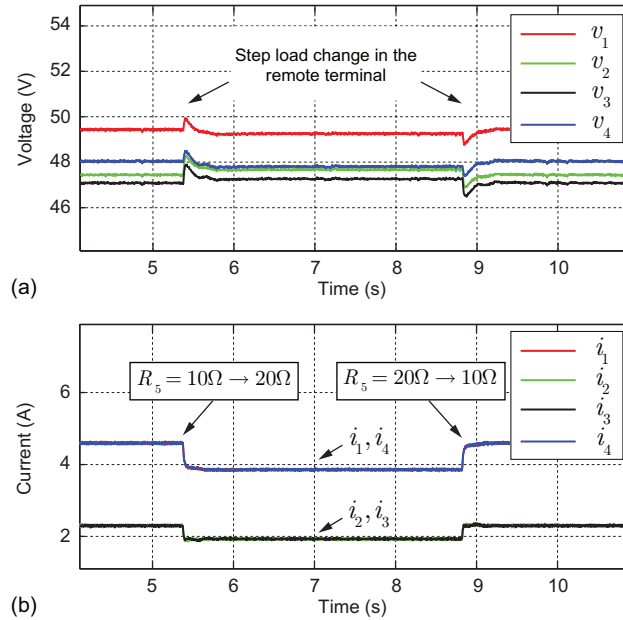 54
52
50
48
46
Voltage (V)
Step load change in the
remote terminal
v₁
v₂
v₃
v₄
5 6 7 8 9 10
Time (s)
(a)
6
4
2
Current (A)
R₅ = 10Ω → 20Ω
R₅ = 20Ω → 10Ω
i₁, i₄
i₂, i₃
i₁
i₂
i₃
i₄
5 6 7 8 9 10
Time (s)
(b)